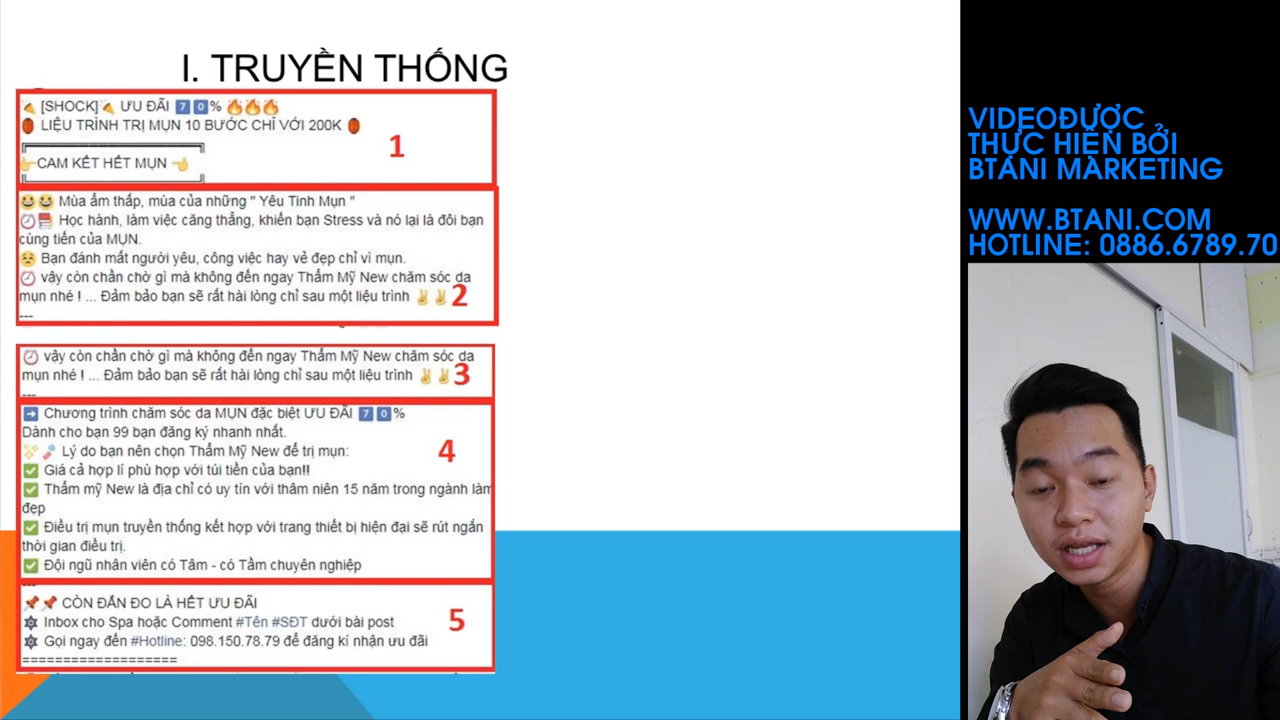 I. TRUYỀN THỐNG
[SHOCK] ƯU ĐÃI 70%
LIỆU TRÌNH TRỊ MỤN 10 BƯỚC CHỈ VỚI 200K
CAM KẾT HẾT MỤN
1
Mùa ẩm thấp, mùa của những " Yêu Tinh Mụn "
Học hành, làm việc căng thẳng, khiến bạn Stress và nó lại là đôi bạn
cùng tiến của MỤN.
Bạn đánh mất người yêu, công việc hay vẻ đẹp chỉ vì mụn.
vậy còn chần chờ gì mà không đến ngay Thẩm Mỹ New chăm sóc da
mụn nhé ! ... Đảm bảo bạn sẽ rất hài lòng chỉ sau một liệu trình
2
---
vậy còn chần chờ gì mà không đến ngay Thẩm Mỹ New chăm sóc da
mụn nhé ! ... Đảm bảo bạn sẽ rất hài lòng chỉ sau một liệu trình
3
---
Chương trình chăm sóc da MỤN đặc biệt ƯU ĐÃI 70%
Dành cho bạn 99 bạn đăng ký nhanh nhất.
Lý do bạn nên chọn Thẩm Mỹ New để trị mụn:
4
Giá cả hợp lí phù hợp với túi tiền của bạn!!
Thẩm mỹ New là địa chỉ có uy tín với thâm niên 15 năm trong ngành làm
đẹp
Điều trị mụn truyền thống kết hợp với trang thiết bị hiện đại sẽ rút ngắn
thời gian điều trị.
Đội ngũ nhân viên có Tâm - có Tầm chuyên nghiệp
---
CÒN ĐẮN ĐO LÀ HẾT ƯU ĐÃI
Inbox cho Spa hoặc Comment #Tên #SĐT dưới bài post
5
Gọi ngay đến #Hotline: 098.150.78.79 để đăng kí nhận ưu đãi
===================
VIDEO ĐƯỢC
THỰC HIỆN BỞI
BTANI MARKETING
WWW.BTANI.COM
HOTLINE: 0886.6789.70